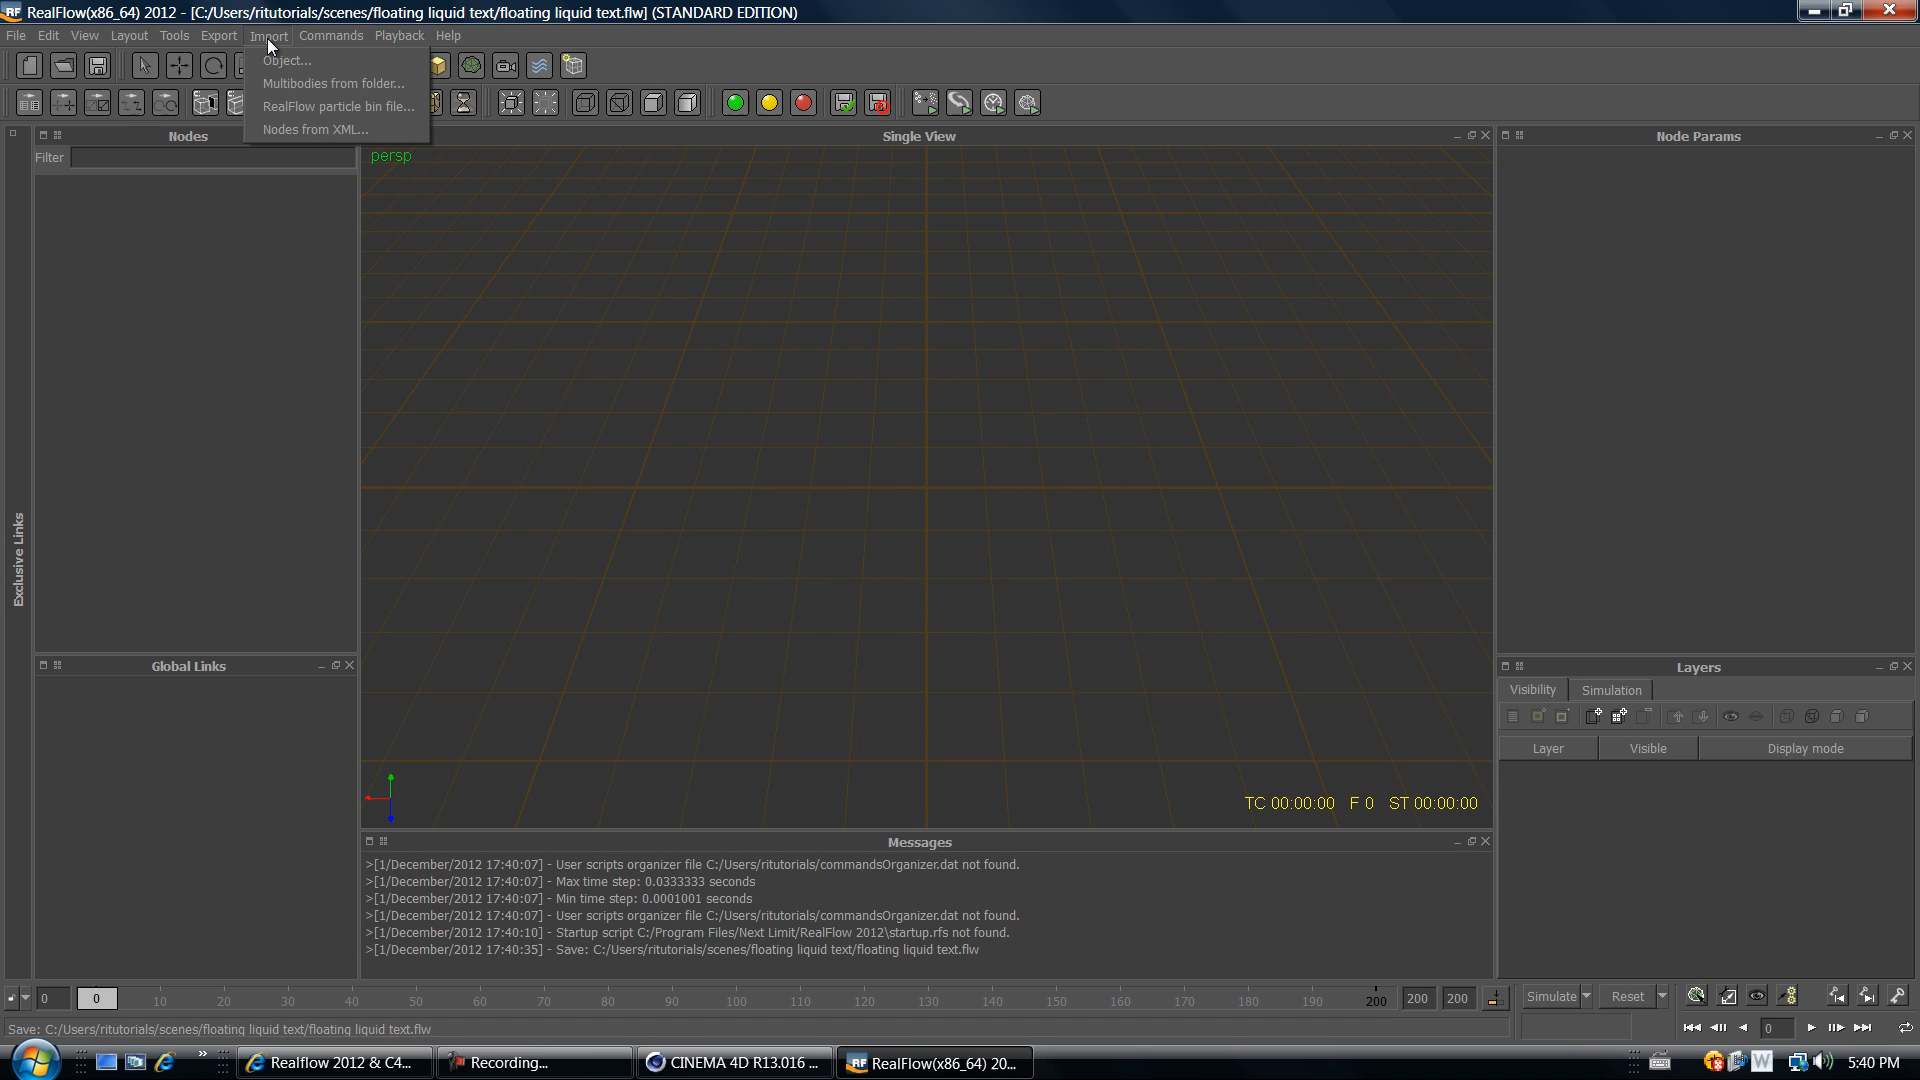 RF RealFlow(x86_64) 2012 - [C:/Users/ritutorials/scenes/floating liquid text/floating liquid text.flw] (STANDARD EDITION)
File Edit View Layout Tools Export Import Commands Playback Help
Object...
Multibodies from folder...
RealFlow particle bin file...
Nodes from XML...
Nodes
Single View
Node Params
Filter
persp
Exclusive Links
Global Links
Layers
Visibility Simulation
Layer Visible Display mode
TC 00:00:00 F 0 ST 00:00:00
Messages
>[1/December/2012 17:40:07] - User scripts organizer file C:/Users/ritutorials/commandsOrganizer.dat not found.
>[1/December/2012 17:40:07] - Max time step: 0.0333333 seconds
>[1/December/2012 17:40:07] - Min time step: 0.0001001 seconds
>[1/December/2012 17:40:07] - User scripts organizer file C:/Users/ritutorials/commandsOrganizer.dat not found.
>[1/December/2012 17:40:10] - Startup script C:/Program Files/Next Limit/RealFlow 2012\startup.rfs not found.
>[1/December/2012 17:40:35] - Save: C:/Users/ritutorials/scenes/floating liquid text/floating liquid text.flw
0 0 10 20 30 40 50 60 70 80 90 100 110 120 130 140 150 160 170 180 190 200 200 200 Simulate Reset
Save: C:/Users/ritutorials/scenes/floating liquid text/floating liquid text.flw
0
» Realflow 2012 & C4... Recording... CINEMA 4D R13.016 ... RF RealFlow(x86_64) 20... W 5:40 PM